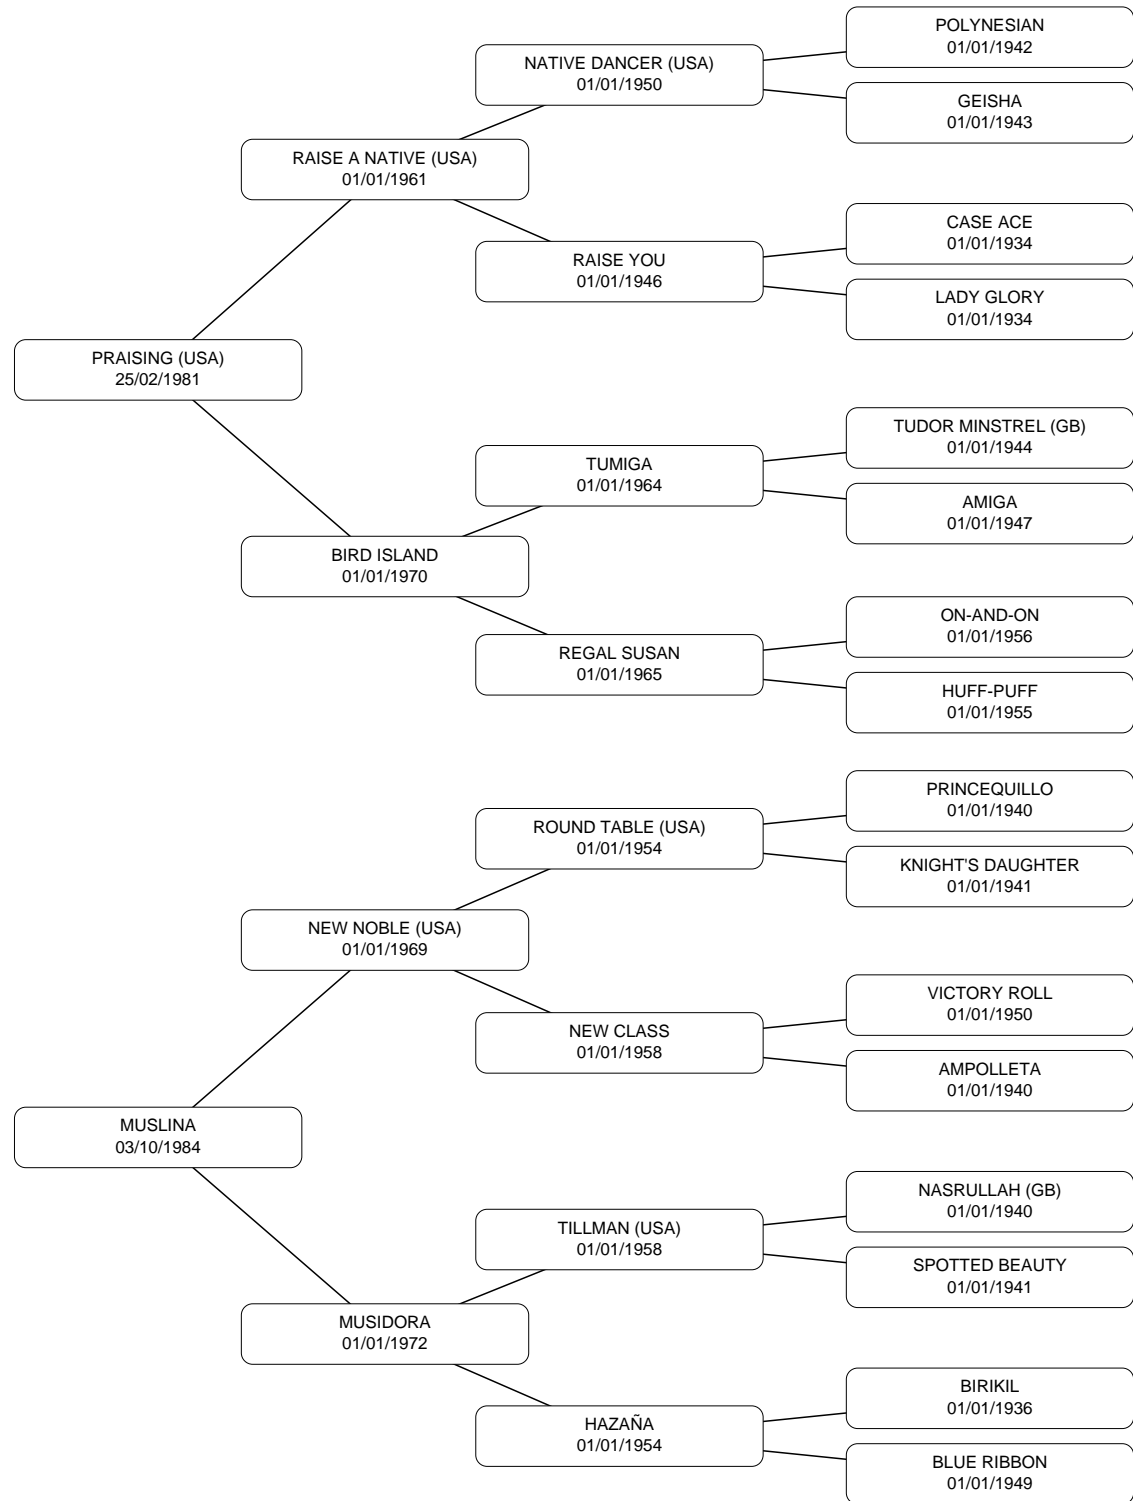 POLYNESIAN
01/01/1942
NATIVE DANCER (USA)
01/01/1950
GEISHA
01/01/1943
RAISE A NATIVE (USA)
01/01/1961
CASE ACE
01/01/1934
RAISE YOU
01/01/1946
LADY GLORY
01/01/1934
PRAISING (USA)
25/02/1981
TUDOR MINSTREL (GB)
01/01/1944
TUMIGA
01/01/1964
AMIGA
01/01/1947
BIRD ISLAND
01/01/1970
ON-AND-ON
01/01/1956
REGAL SUSAN
01/01/1965
HUFF-PUFF
01/01/1955
PRINCEQUILLO
01/01/1940
ROUND TABLE (USA)
01/01/1954
KNIGHT'S DAUGHTER
01/01/1941
NEW NOBLE (USA)
01/01/1969
VICTORY ROLL
01/01/1950
NEW CLASS
01/01/1958
AMPOLLETA
01/01/1940
MUSLINA
03/10/1984
NASRULLAH (GB)
01/01/1940
TILLMAN (USA)
01/01/1958
SPOTTED BEAUTY
01/01/1941
MUSIDORA
01/01/1972
BIRIKIL
01/01/1936
HAZAÑA
01/01/1954
BLUE RIBBON
01/01/1949